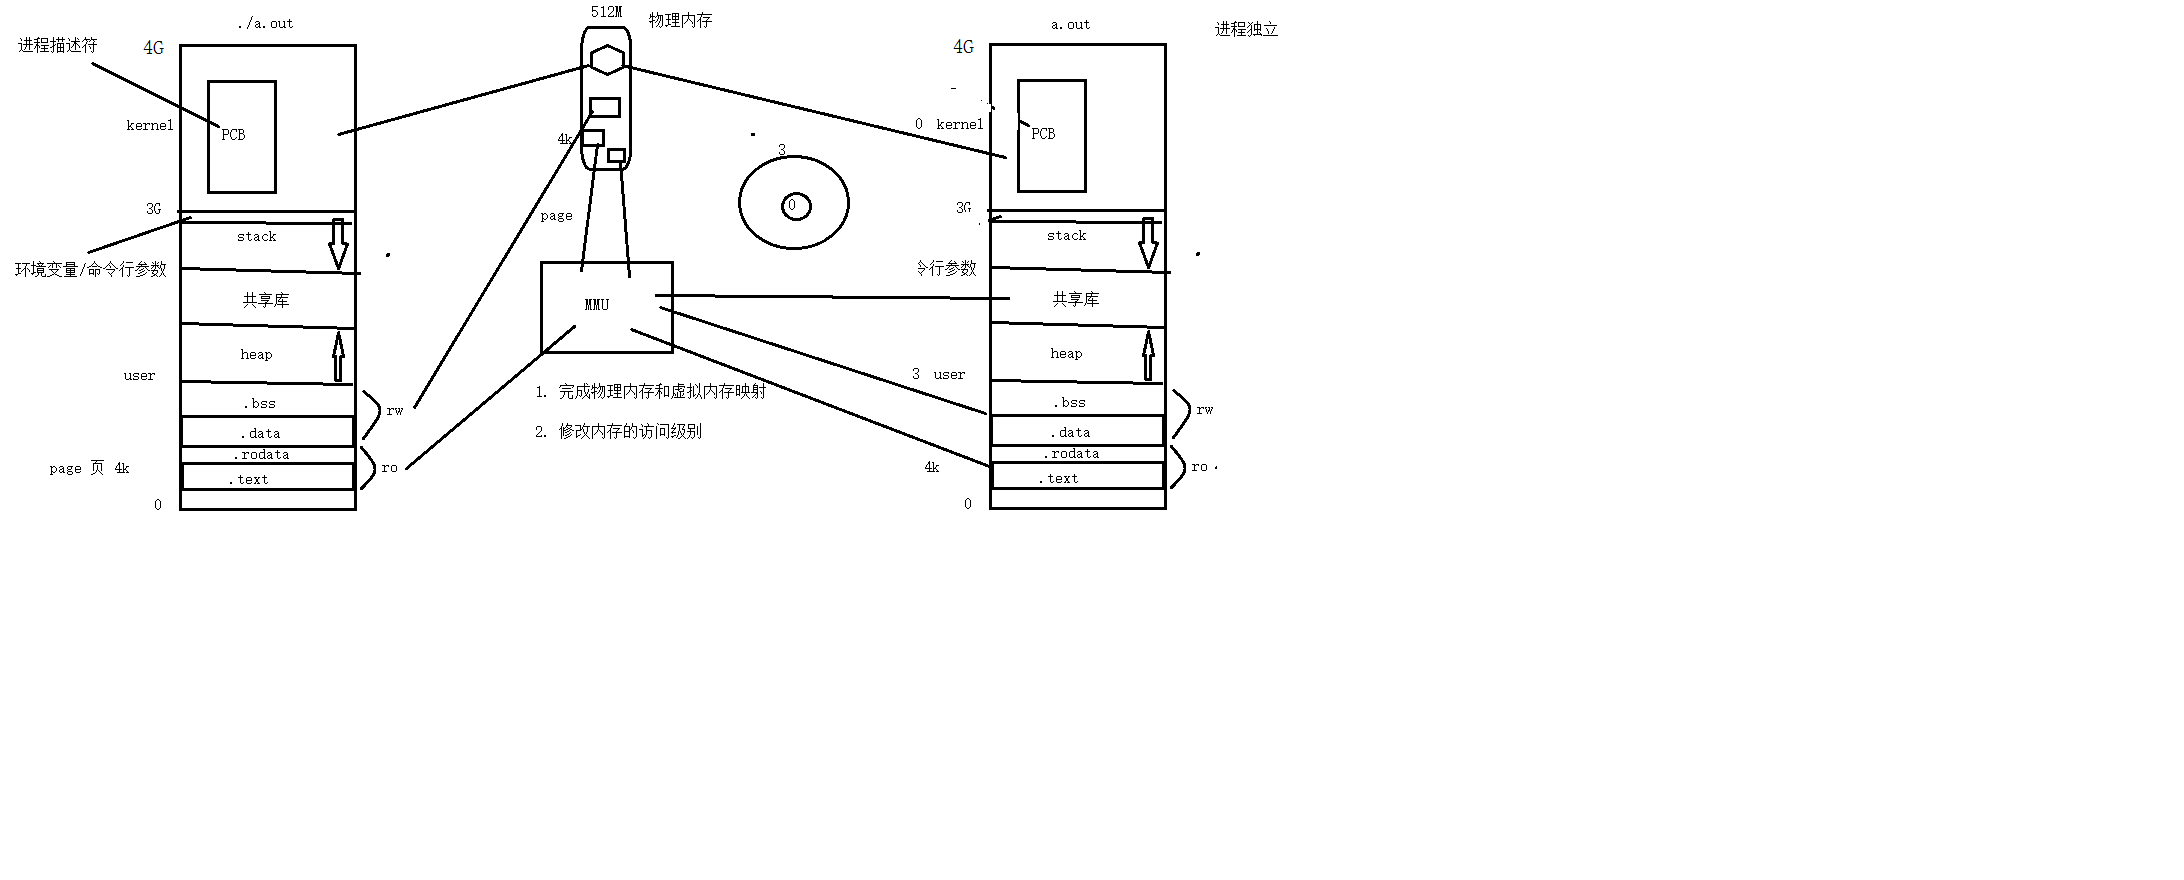 ./a.out
进程描述符
4G
kernel
PCB
3G
stack
环境变量/命令行参数
共享库
heap
user
.bss
rw
.data
.rodata
ro
page 页 4k
.text
0
512M
物理内存
4k
page
MMU
1. 完成物理内存和虚拟内存映射
2. 修改内存的访问级别
3
0
a.out
进程独立
4G
0 kernel
PCB
3G
stack
令行参数
共享库
heap
3 user
.bss
rw
.data
.rodata
ro
4k
.text
0